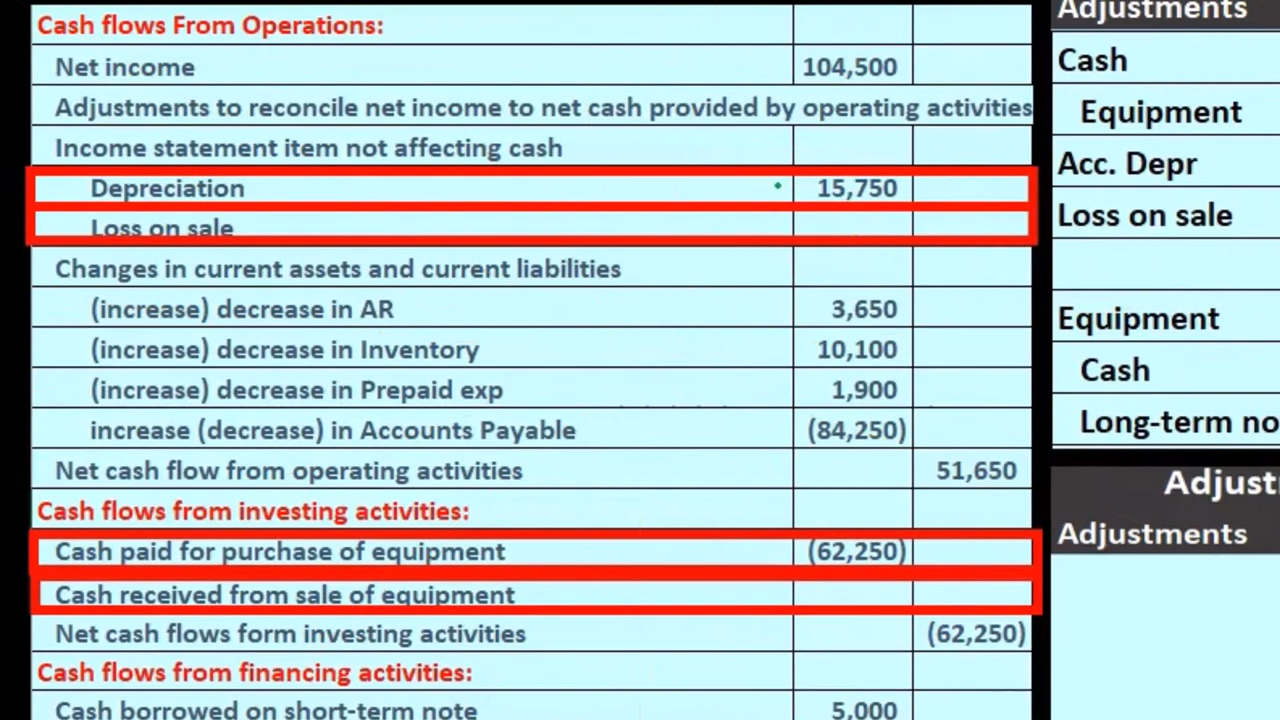 Cash flows From Operations:
Net income 104,500
Adjustments to reconcile net income to net cash provided by operating activities
Income statement item not affecting cash
Depreciation 15,750
Loss on sale
Changes in current assets and current liabilities
(increase) decrease in AR 3,650
(increase) decrease in Inventory 10,100
(increase) decrease in Prepaid exp 1,900
increase (decrease) in Accounts Payable (84,250)
Net cash flow from operating activities 51,650
Cash flows from investing activities:
Cash paid for purchase of equipment (62,250)
Cash received from sale of equipment
Net cash flows form investing activities (62,250)
Cash flows from financing activities:
Cash borrowed on short-term note 5,000
Adjustments
Cash
Equipment
Acc. Depr
Loss on sale
Equipment
Cash
Long-term no
Adjust
Adjustments